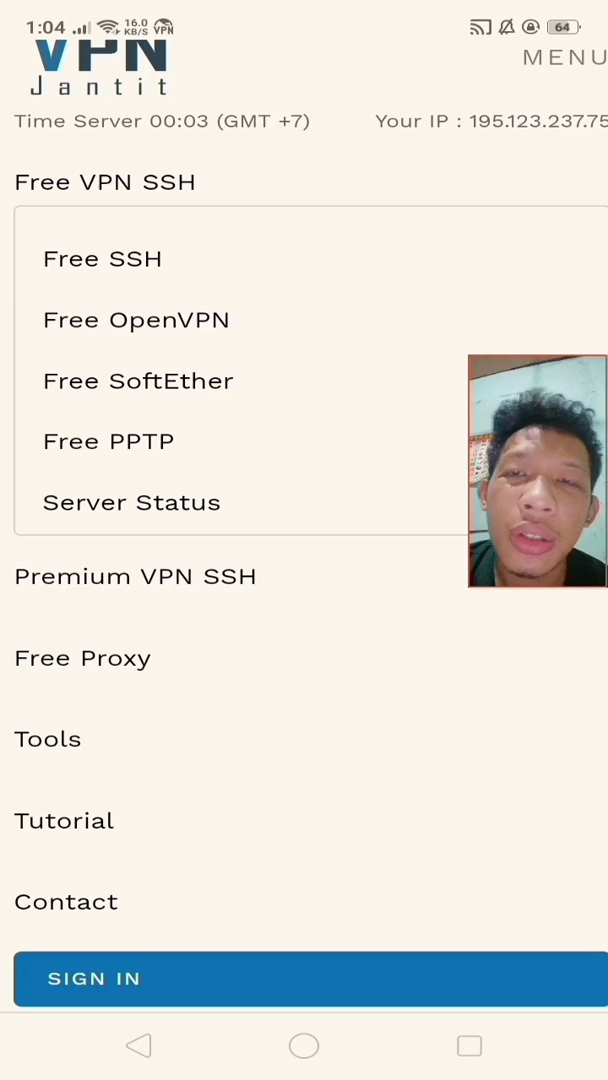 1:04 16.0 KB/S VPN 64
VPN
Jantit
MENU
Time Server 00:03 (GMT +7) Your IP : 195.123.237.75
Free VPN SSH
Free SSH
Free OpenVPN
Free SoftEther
Free PPTP
Server Status
Premium VPN SSH
Free Proxy
Tools
Tutorial
Contact
SIGN IN